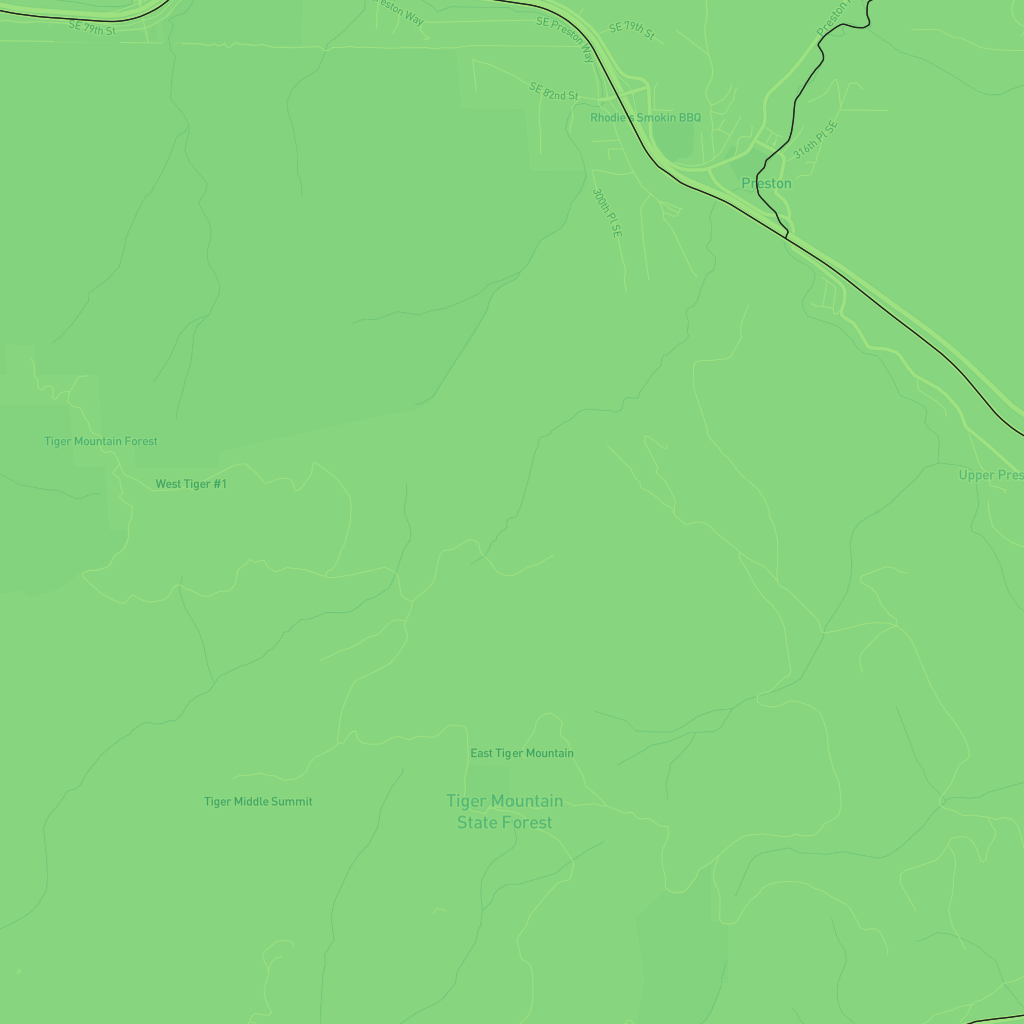 Preston Way
SE 79th St
SE Preston Way
SE 79th St
Preston
SE 82nd St
Rhodie's Smokin BBQ
316th Pl SE
Preston
300th Pl SE
Tiger Mountain Forest
West Tiger #1
Upper Pres
East Tiger Mountain
Tiger Middle Summit
Tiger Mountain
State Forest